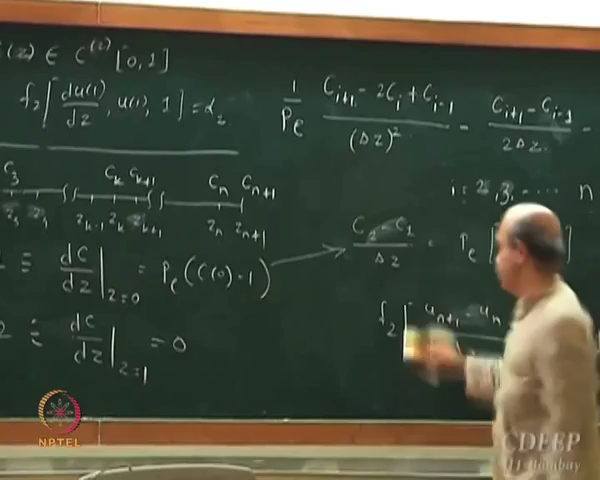 (z) ∈ C^(2) [0,1]
f₂[du(1)/dz, u(1), 1] = α₂
1/Pe (C_{i+1} - 2C_i + C_{i-1})/(Δz)² - (C_{i+1} - C_{i-1})/(2Δz) -
i = 2, 3, ---- n
C₃ C_k C_{k+1} C_n C_{n+1}
z_{k-1} z_k z_{k+1} z_n z_{n+1}
≡ dC/dz |_{z=0} = Pe (C(0) - 1)
(C₂ - C₁)/Δz = Pe [
≡ dC/dz |_{z=1} = 0
f₂[ u_{n+1} - u_n
NPTEL
CDEEP
IIT Bombay